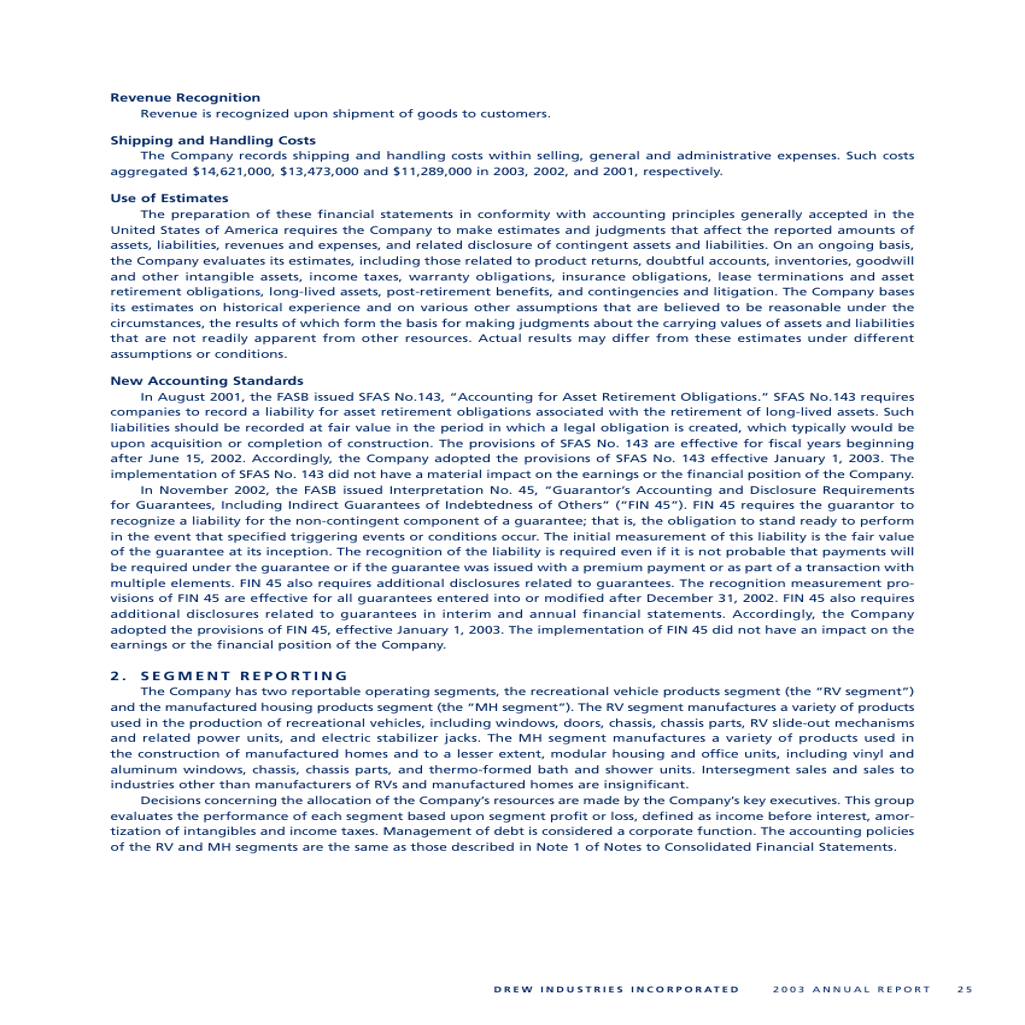 Revenue Recognition
Revenue is recognized upon shipment of goods to customers.
Shipping and Handling Costs
The Company records shipping and handling costs within selling, general and administrative expenses. Such costs
aggregated $14,621,000, $13,473,000 and $11,289,000 in 2003, 2002, and 2001, respectively.
Use of Estimates
The preparation of these financial statements in conformity with accounting principles generally accepted in the
United States of America requires the Company to make estimates and judgments that affect the reported amounts of
assets, liabilities, revenues and expenses, and related disclosure of contingent assets and liabilities. On an ongoing basis,
the Company evaluates its estimates, including those related to product returns, doubtful accounts, inventories, goodwill
and other intangible assets, income taxes, warranty obligations, insurance obligations, lease terminations and asset
retirement obligations, long-lived assets, post-retirement benefits, and contingencies and litigation. The Company bases
its estimates on historical experience and on various other assumptions that are believed to be reasonable under the
circumstances, the results of which form the basis for making judgments about the carrying values of assets and liabilities
that are not readily apparent from other resources. Actual results may differ from these estimates under different
assumptions or conditions.
New Accounting Standards
In August 2001, the FASB issued SFAS No.143, “Accounting for Asset Retirement Obligations.” SFAS No.143 requires
companies to record a liability for asset retirement obligations associated with the retirement of long-lived assets. Such
liabilities should be recorded at fair value in the period in which a legal obligation is created, which typically would be
upon acquisition or completion of construction. The provisions of SFAS No. 143 are effective for fiscal years beginning
after June 15, 2002. Accordingly, the Company adopted the provisions of SFAS No. 143 effective January 1, 2003. The
implementation of SFAS No. 143 did not have a material impact on the earnings or the financial position of the Company.
In November 2002, the FASB issued Interpretation No. 45, “Guarantor’s Accounting and Disclosure Requirements
for Guarantees, Including Indirect Guarantees of Indebtedness of Others” (“FIN 45”). FIN 45 requires the guarantor to
recognize a liability for the non-contingent component of a guarantee; that is, the obligation to stand ready to perform
in the event that specified triggering events or conditions occur. The initial measurement of this liability is the fair value
of the guarantee at its inception. The recognition of the liability is required even if it is not probable that payments will
be required under the guarantee or if the guarantee was issued with a premium payment or as part of a transaction with
multiple elements. FIN 45 also requires additional disclosures related to guarantees. The recognition measurement pro-
visions of FIN 45 are effective for all guarantees entered into or modified after December 31, 2002. FIN 45 also requires
additional disclosures related to guarantees in interim and annual financial statements. Accordingly, the Company
adopted the provisions of FIN 45, effective January 1, 2003. The implementation of FIN 45 did not have an impact on the
earnings or the financial position of the Company.
2. SEGMENT REPORTING
The Company has two reportable operating segments, the recreational vehicle products segment (the “RV segment”)
and the manufactured housing products segment (the “MH segment”). The RV segment manufactures a variety of products
used in the production of recreational vehicles, including windows, doors, chassis, chassis parts, RV slide-out mechanisms
and related power units, and electric stabilizer jacks. The MH segment manufactures a variety of products used in
the construction of manufactured homes and to a lesser extent, modular housing and office units, including vinyl and
aluminum windows, chassis, chassis parts, and thermo-formed bath and shower units. Intersegment sales and sales to
industries other than manufacturers of RVs and manufactured homes are insignificant.
Decisions concerning the allocation of the Company’s resources are made by the Company’s key executives. This group
evaluates the performance of each segment based upon segment profit or loss, defined as income before interest, amor-
tization of intangibles and income taxes. Management of debt is considered a corporate function. The accounting policies
of the RV and MH segments are the same as those described in Note 1 of Notes to Consolidated Financial Statements.
DREW INDUSTRIES INCORPORATED 2003 ANNUAL REPORT 25